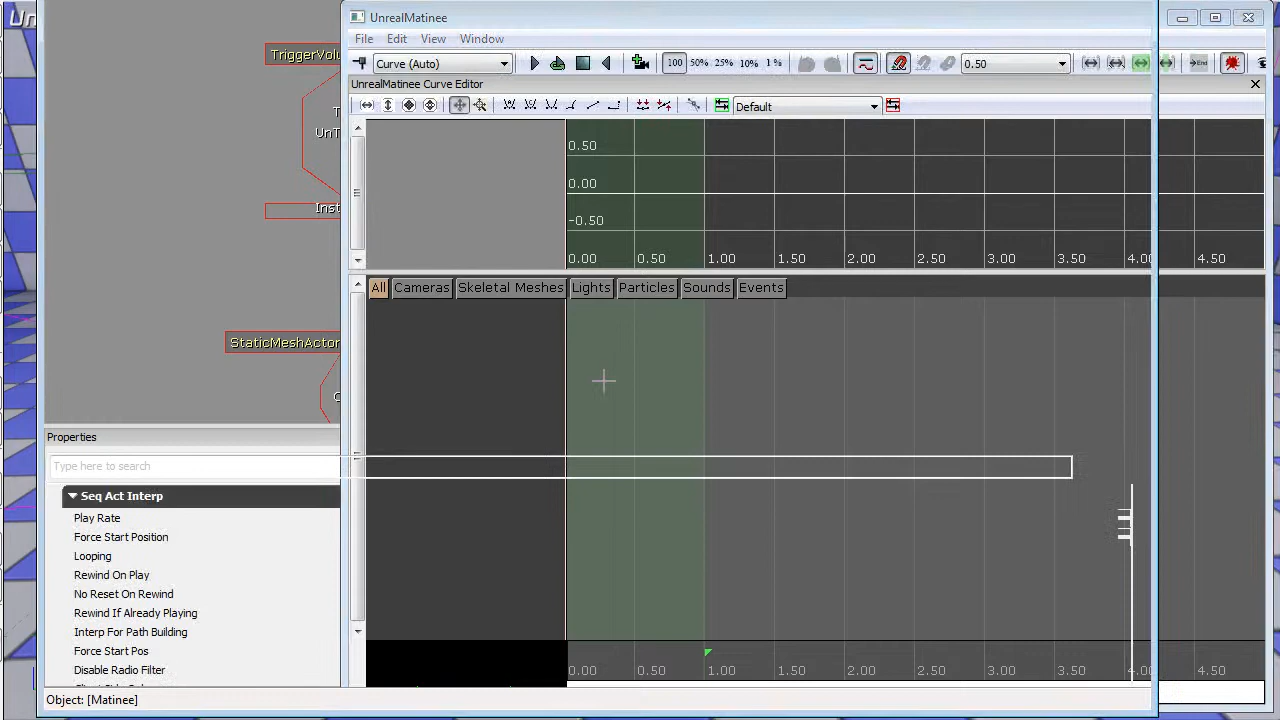 Un
TriggerVolu
T
UnT
Inst
StaticMeshActor
C
UnrealMatinee
File Edit View Window
Curve (Auto) 100 50% 25% 10% 1% 0.50
UnrealMatinee Curve Editor
Default
0.50
0.00
-0.50
0.00 0.50 1.00 1.50 2.00 2.50 3.00 3.50 4.00 4.50
All Cameras Skeletal Meshes Lights Particles Sounds Events
0.00 0.50 1.00 1.50 2.00 2.50 3.00 3.50 4.00 4.50
Properties
Type here to search
Seq Act Interp
Play Rate
Force Start Position
Looping
Rewind On Play
No Reset On Rewind
Rewind If Already Playing
Interp For Path Building
Force Start Pos
Disable Radio Filter
Object: [Matinee]